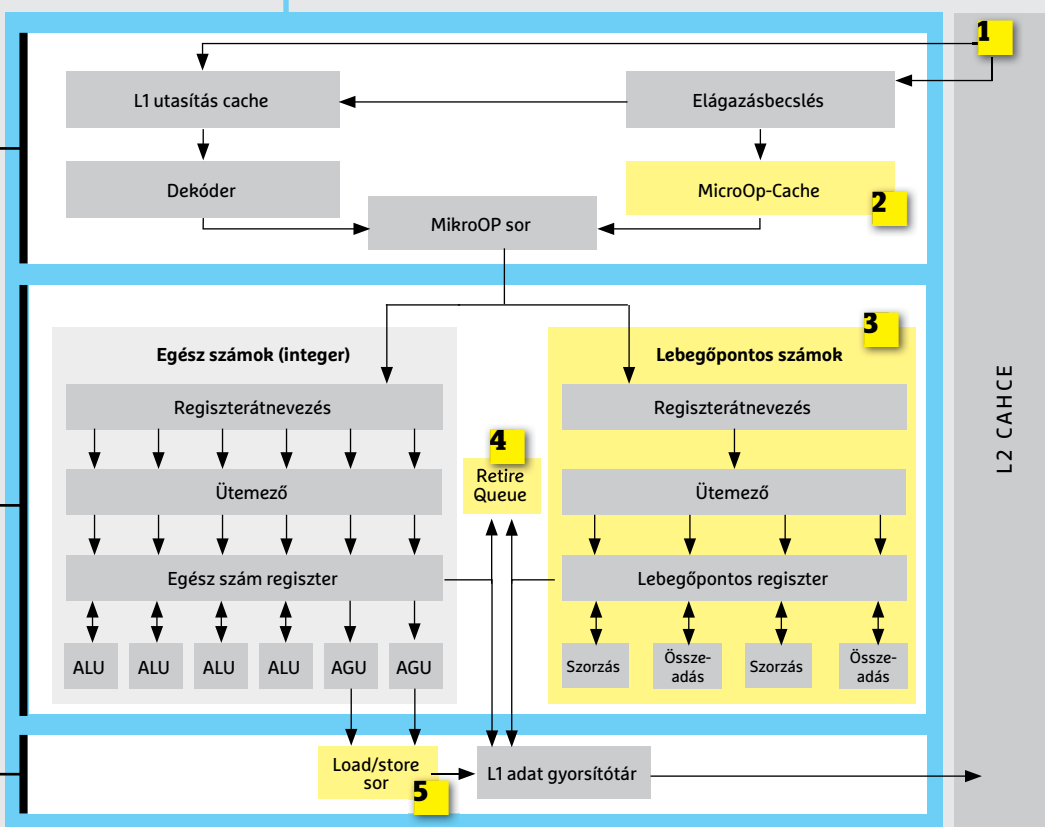 1
L1 utasítás cache
Elágazásbecslés
Dekóder
MicroOp-Cache
2
MikroOP sor
3
Egész számok (integer)
Lebegőpontos számok
Regiszterátnevezés
Regiszterátnevezés
4
Retire
Queue
Ütemező
Ütemező
Egész szám regiszter
Lebegőpontos regiszter
ALU
ALU
ALU
ALU
AGU
AGU
Szorzás
Össze-
adás
Szorzás
Össze-
adás
Load/store
sor
5
L1 adat gyorsítótár
L2 CAHCE